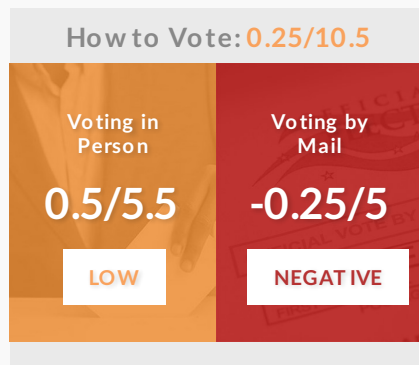 How to Vote: 0.25/10.5
Voting in
Person
0.5/5.5
LOW
Voting by
Mail
-0.25/5
NEGATIVE